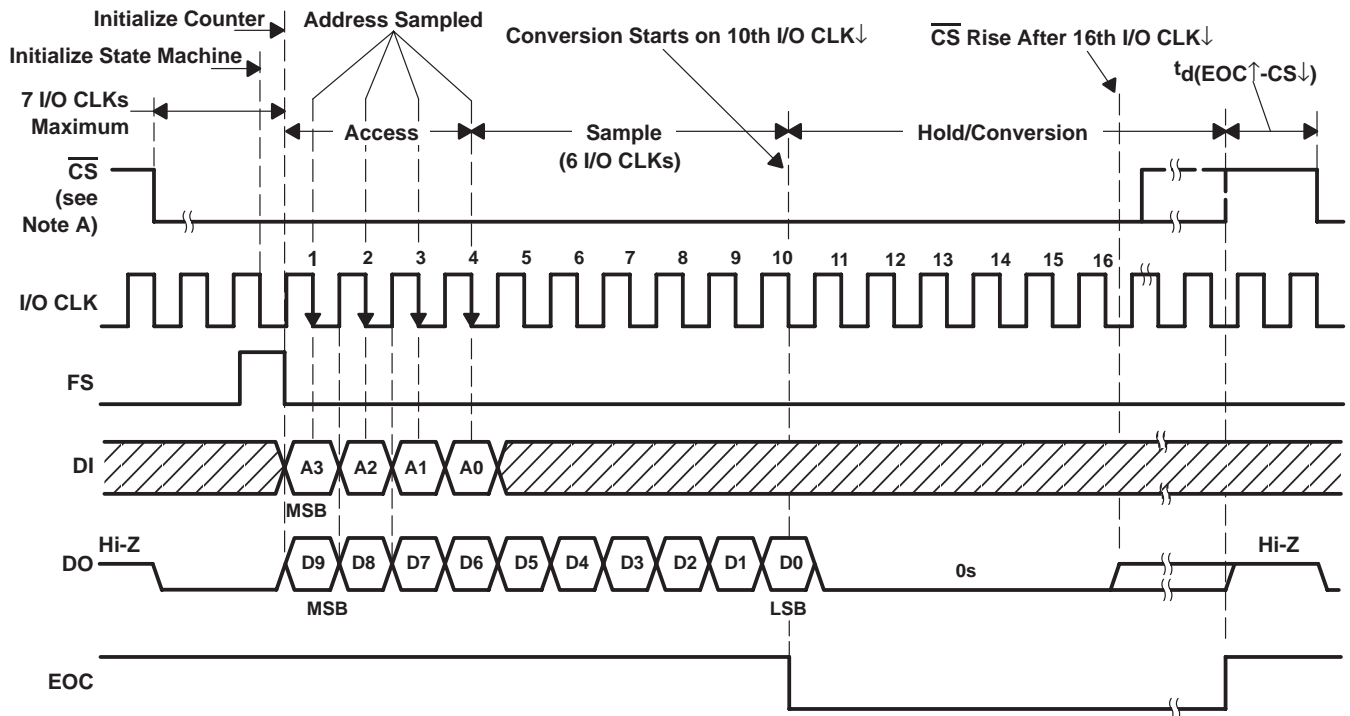 Initialize Counter
Address Sampled
Conversion Starts on 10th I/O CLK↓
CS Rise After 16th I/O CLK↓
Initialize State Machine
td(EOC↑-CS↓)
7 I/O CLKs
Maximum
Access
Sample
(6 I/O CLKs)
Hold/Conversion
CS
(see
Note A)
1 2 3 4 5 6 7 8 9 10 11 12 13 14 15 16
I/O CLK
FS
DI
A3 A2 A1 A0
MSB
Hi-Z
DO
D9 D8 D7 D6 D5 D4 D3 D2 D1 D0
0s
Hi-Z
MSB
LSB
EOC